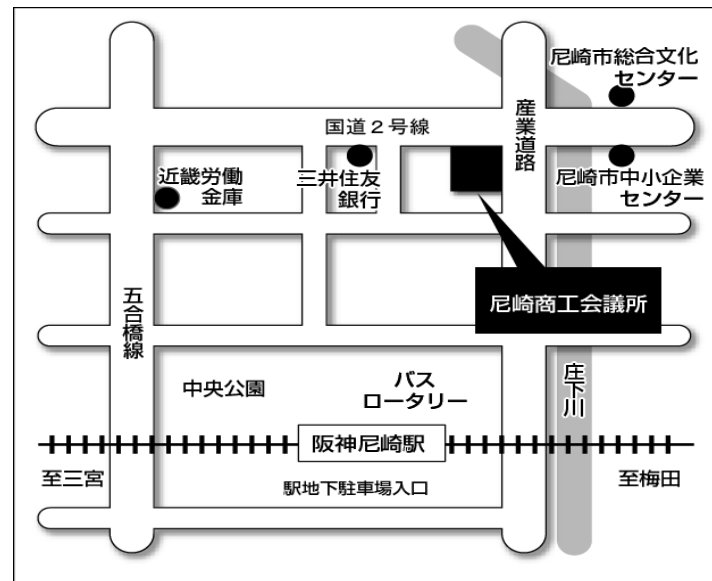 尼崎市総合文化
センター
国道2号線
産業道路
近畿労働
金庫
三井住友
銀行
尼崎市中小企業
センター
尼崎商工会議所
五合橋線
中央公園
バス
ロータリー
庄下川
阪神尼崎駅
至三宮
至梅田
駅地下駐車場入口